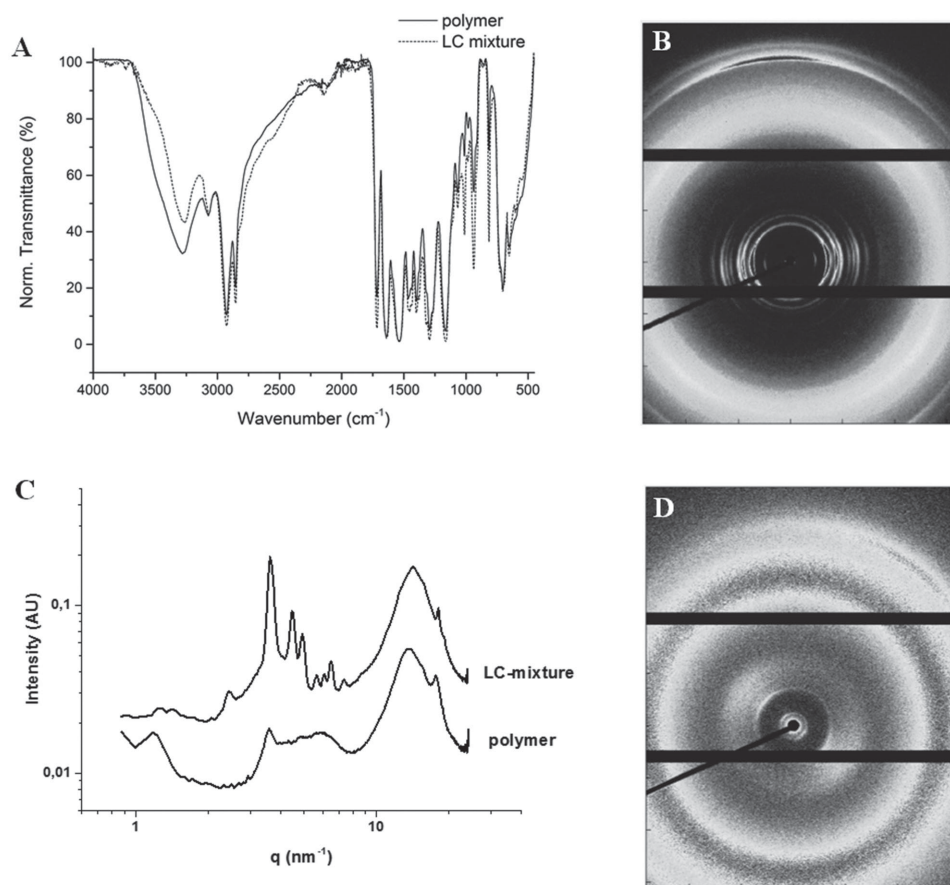 A
polymer
LC mixture
100
80
60
40
20
0
Norm. Transmittance (%)
4000 3500 3000 2500 2000 1500 1000 500
Wavenumber (cm⁻¹)
B
C
0,1
0,01
Intensity (AU)
LC-mixture
polymer
1 10
q (nm⁻¹)
D